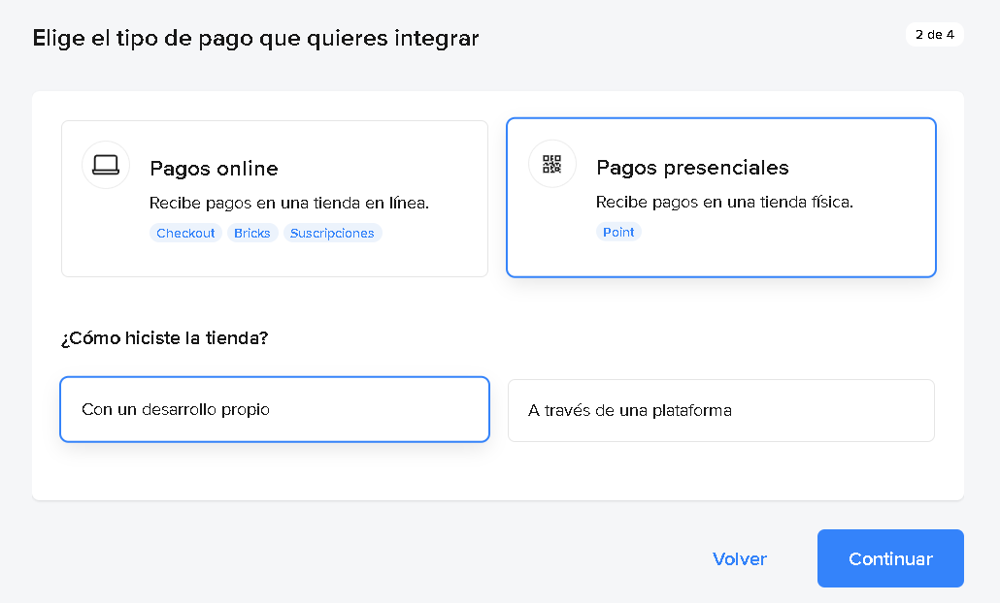 Elige el tipo de pago que quieres integrar
2 de 4
Pagos online
Recibe pagos en una tienda en línea.
Checkout Bricks Suscripciones
Pagos presenciales
Recibe pagos en una tienda física.
Point
¿Cómo hiciste la tienda?
Con un desarrollo propio
A través de una plataforma
Volver
Continuar